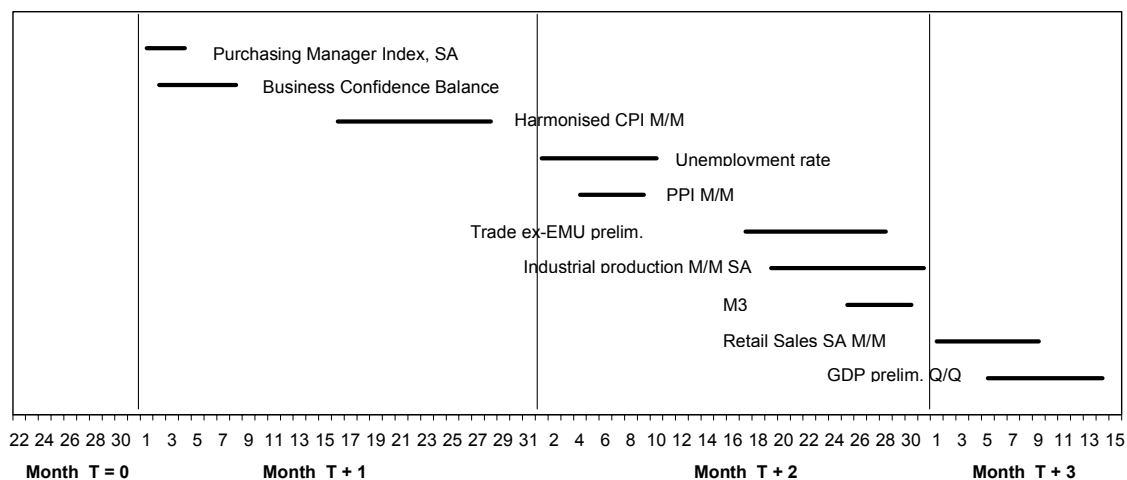 Purchasing Manager Index, SA
Business Confidence Balance
Harmonised CPI M/M
Unemployment rate
PPI M/M
Trade ex-EMU prelim.
Industrial production M/M SA
M3
Retail Sales SA M/M
GDP prelim. Q/Q
22 24 26 28 30 1 3 5 7 9 11 13 15 17 19 21 23 25 27 29 31 2 4 6 8 10 12 14 16 18 20 22 24 26 28 30 1 3 5 7 9 11 13 15
Month T = 0 Month T + 1 Month T + 2 Month T + 3